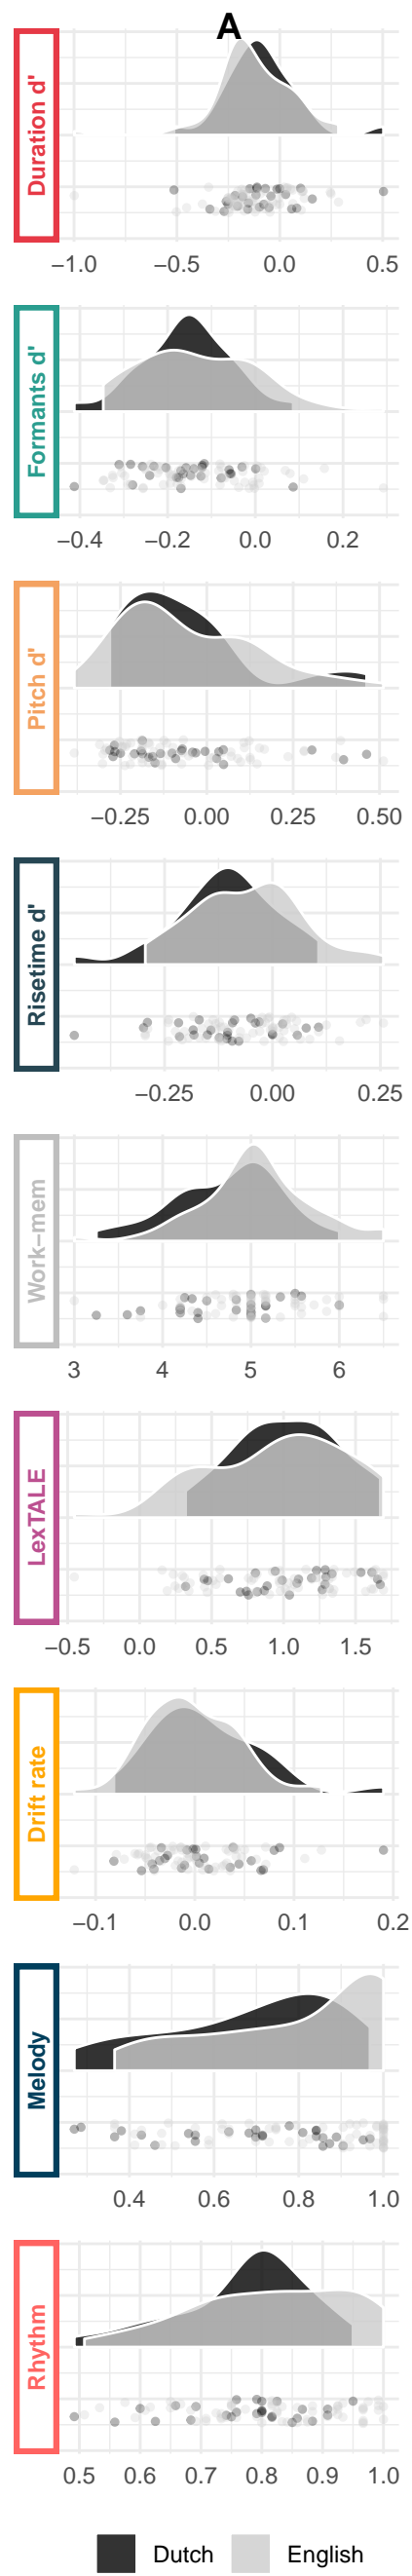 A
Duration d'
−1.0 −0.5 0.0 0.5
Formants d'
−0.4 −0.2 0.0 0.2
Pitch d'
−0.25 0.00 0.25 0.50
Risetime d'
−0.25 0.00 0.25
Work−mem
3 4 5 6
LexTALE
−0.5 0.0 0.5 1.0 1.5
Drift rate
−0.1 0.0 0.1 0.2
Melody
0.4 0.6 0.8 1.0
Rhythm
0.5 0.6 0.7 0.8 0.9 1.0
Dutch English